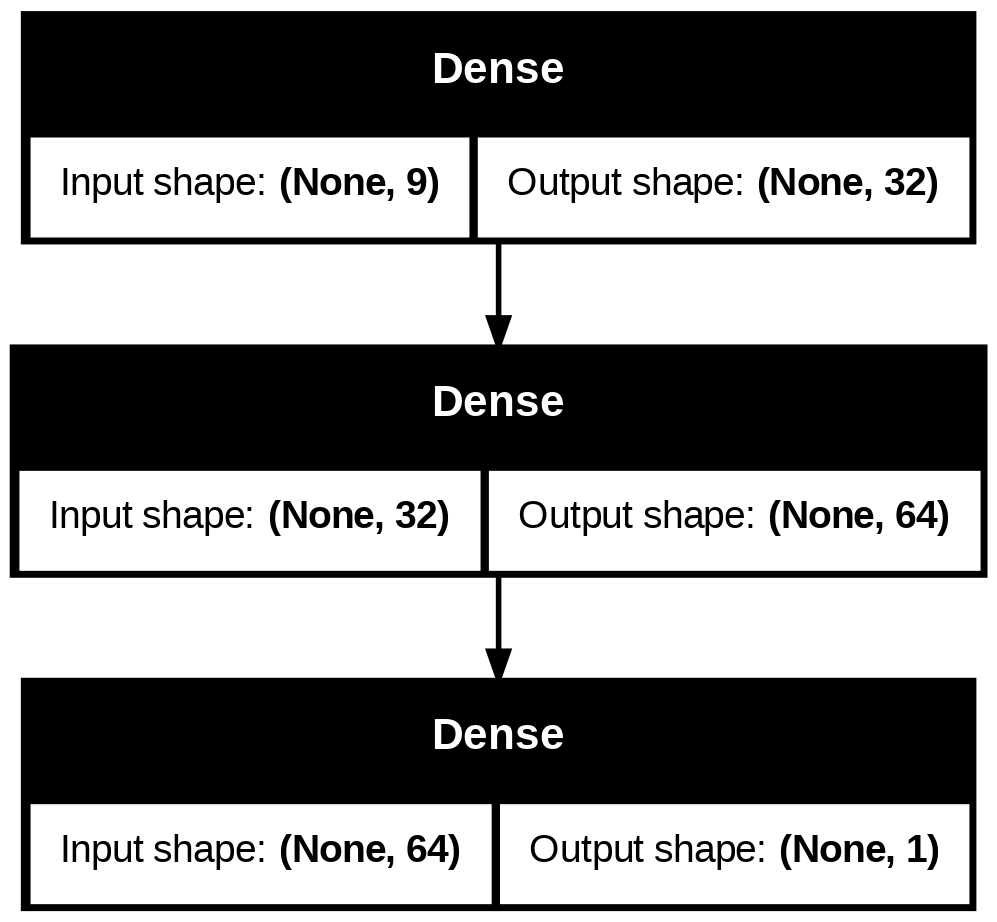 Dense
Input shape: (None, 9) Output shape: (None, 32)
Dense
Input shape: (None, 32) Output shape: (None, 64)
Dense
Input shape: (None, 64) Output shape: (None, 1)